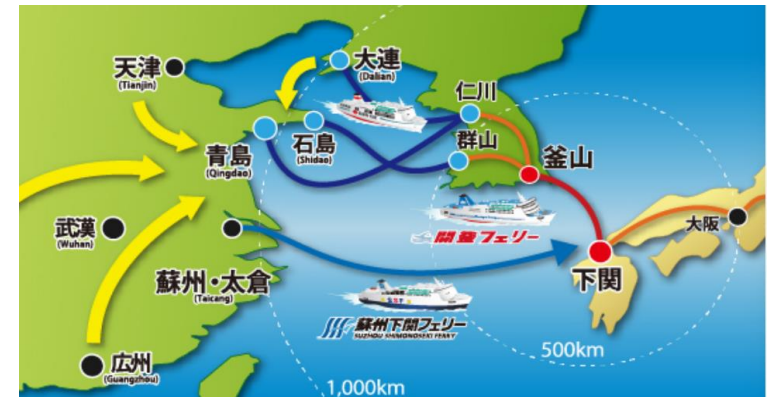 天津
(Tianjin)
大連
(Dalian)
仁川
青島
(Qingdao)
石島
(Shidao)
群山
釜山
関釜フェリー
武漢
(Wuhan)
大阪
蘇州・太倉
(Taicang)
下関
蘇州下関フェリー
SUZHOU SHIMONOSEKI FERRY
広州
(Guangzhou)
500km
1,000km